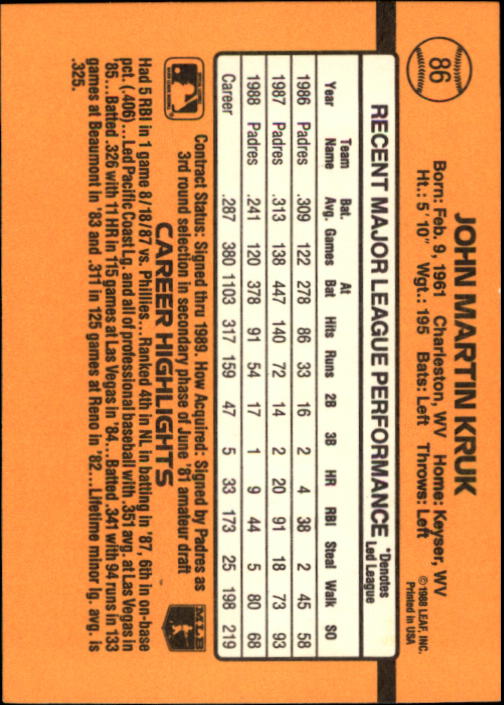 86
JOHN MARTIN KRUK
Born: Feb. 9, 1961 Charleston, WV Home: Keyser, WV
Ht.: 5'10" Wgt.: 195 Bats: Left Throws: Left
© 1988 LEAF, INC.
Printed in USA
RECENT MAJOR LEAGUE PERFORMANCE *Denotes Led League
Year Team Name Bat. Avg. Games At Bat Hits Runs 2B 3B HR RBI Steal Walk SO
1986 Padres .309 122 278 86 33 16 2 4 38 2 45 58
1987 Padres .313 138 447 140 72 14 2 20 91 18 73 93
1988 Padres .241 120 378 91 54 17 1 9 44 5 80 68
Career .287 380 1103 317 159 47 5 33 173 25 198 219
Contract Status: Signed thru 1989. How Acquired: Signed by Padres as
3rd round selection in secondary phase of June '81 amateur draft
CAREER HIGHLIGHTS
MLB
Had 5 RBI in 1 game 8/18/87 vs. Phillies...Ranked 4th in NL in batting in '87, 6th in on-base
pct. (.406)...Led Pacific Coast Lg. and all of professional baseball with .351 avg. at Las Vegas in
'85...Batted .326 with 11 HR in 115 games at Las Vegas in '84...Batted .341 with 94 runs in 133
games at Beaumont in '83 and .311 in 125 games at Reno in '82...Lifetime minor lg. avg. is
.325.